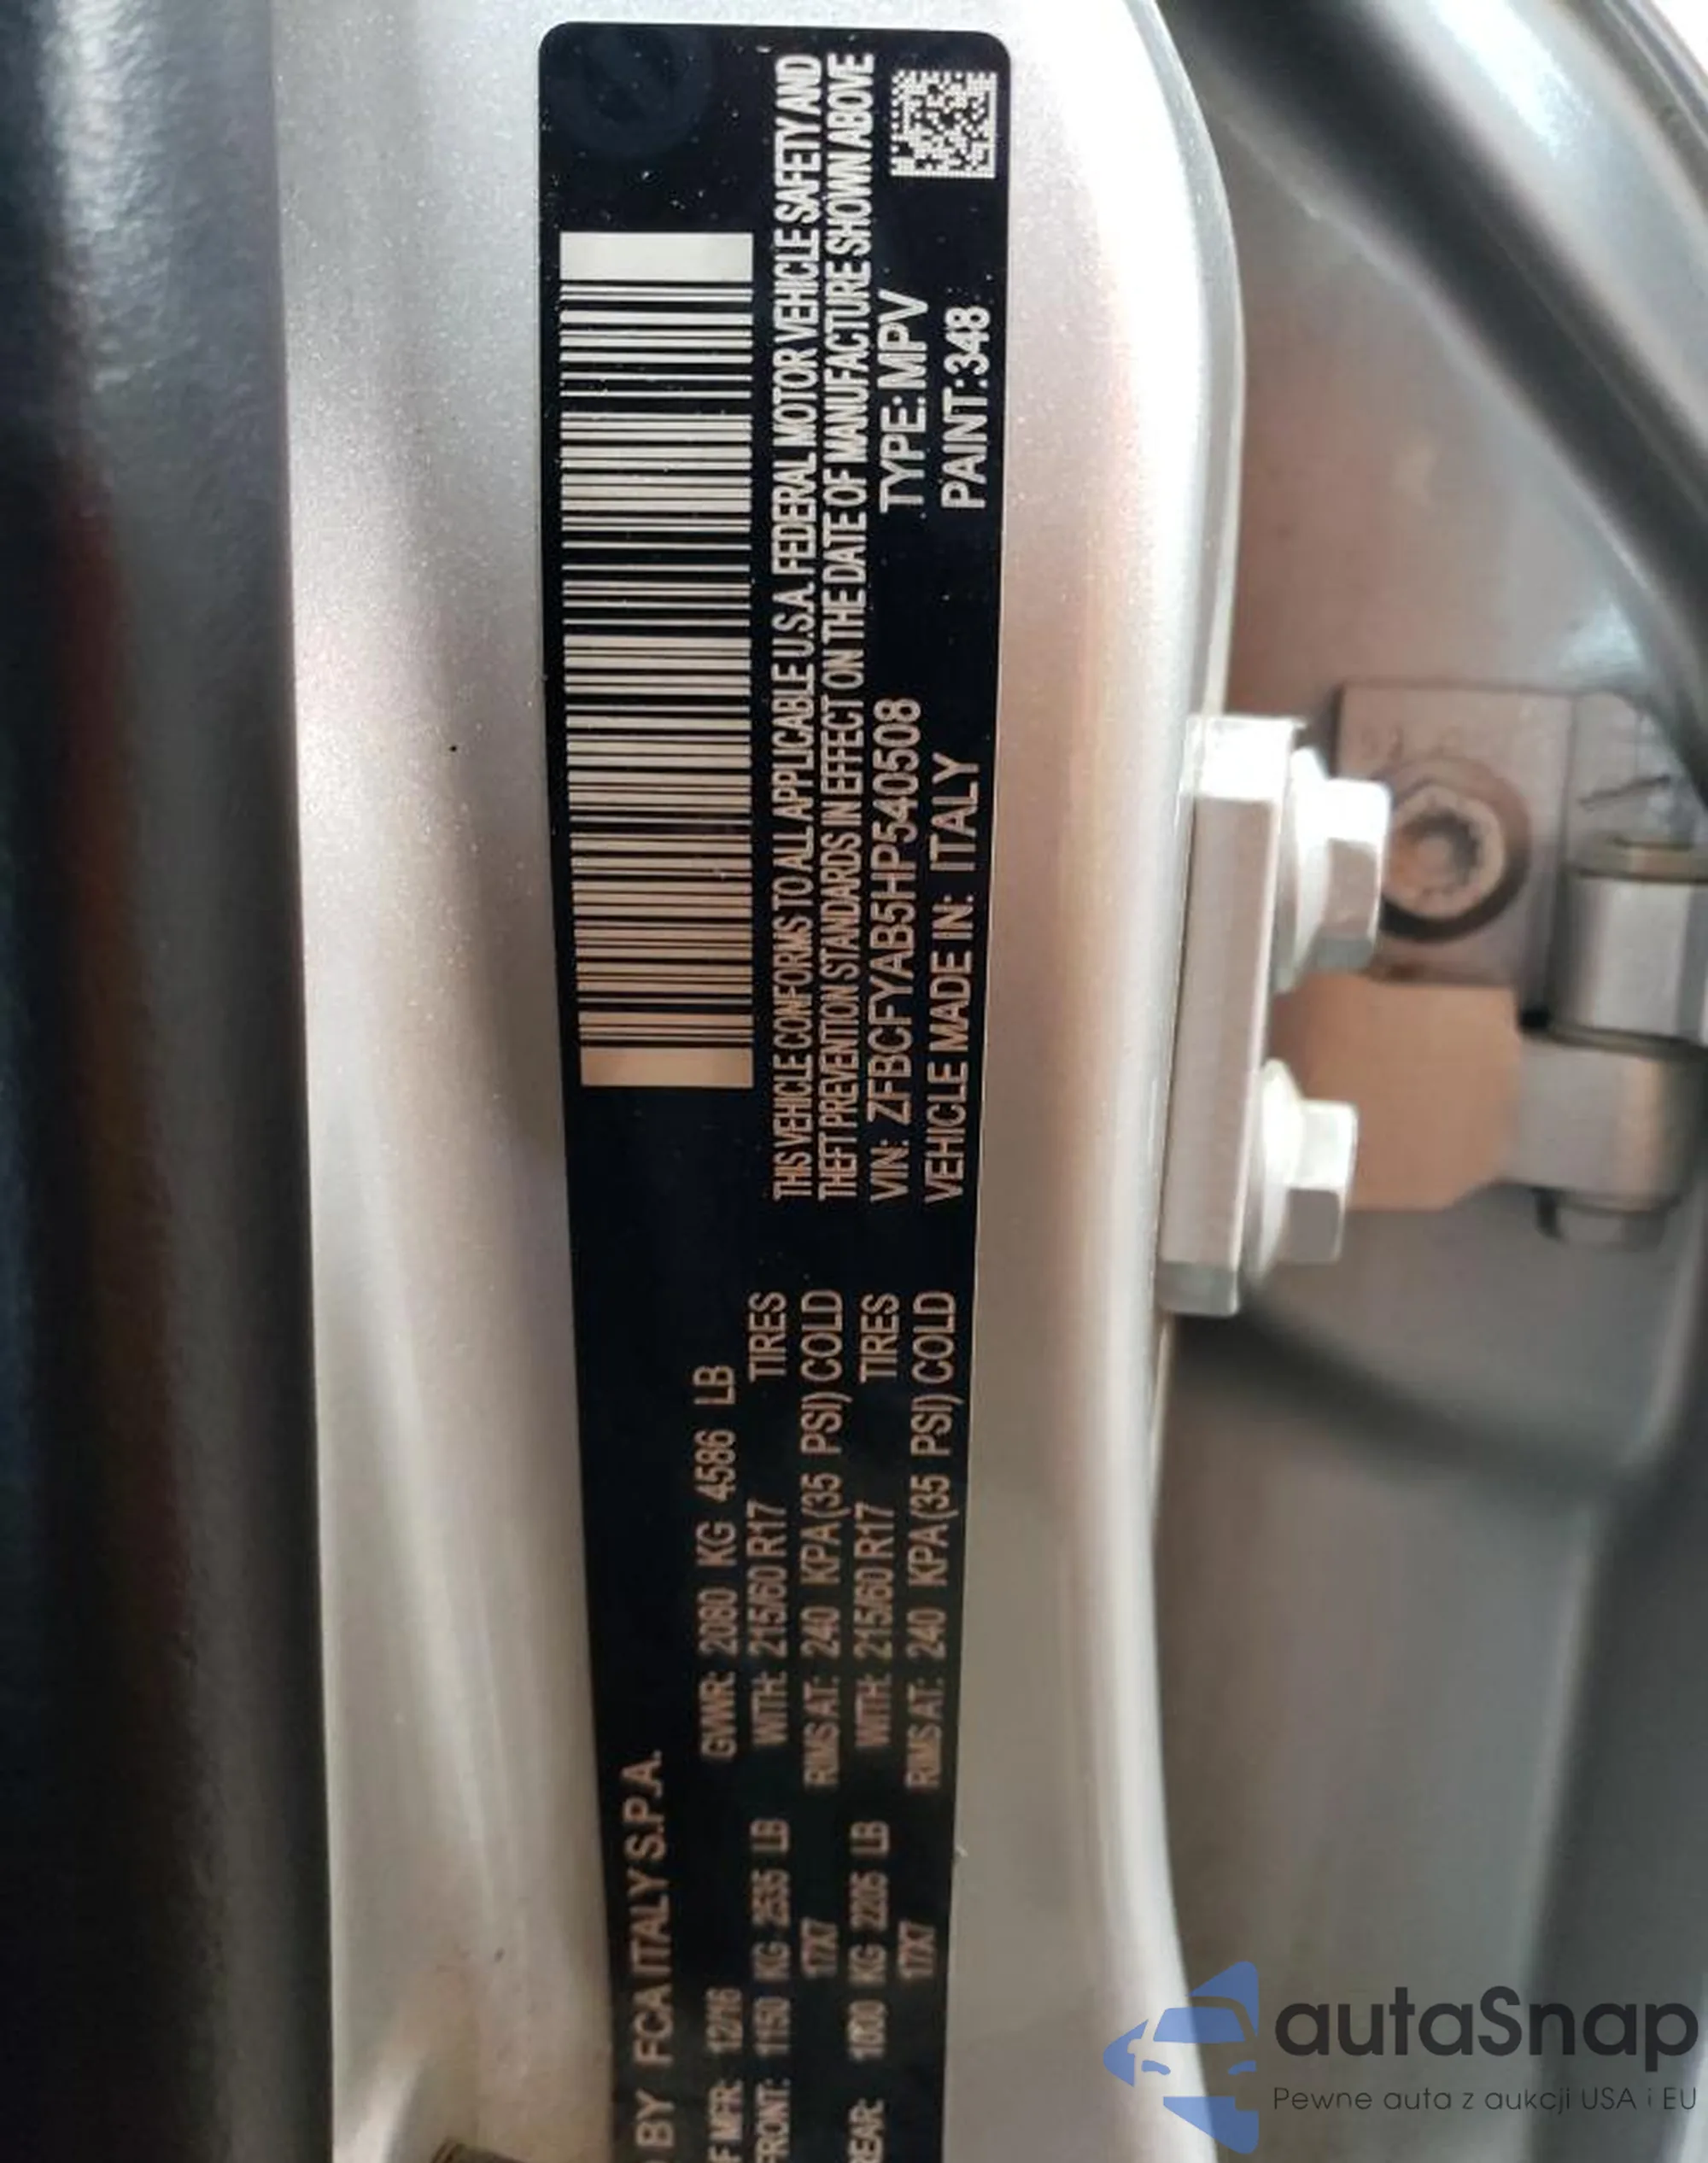 BY FCA ITALY S.P.A.
F MFR: 12/16 GVWR: 2080 KG 4586 LB
FRONT: 1150 KG 2535 LB WITH: 215/60 R17 TIRES
17X7 RIMS AT: 240 KPA(35 PSI) COLD
REAR: 1000 KG 2205 LB WITH: 215/60 R17 TIRES
17X7 RIMS AT: 240 KPA(35 PSI) COLD
THIS VEHICLE CONFORMS TO ALL APPLICABLE U.S.A. FEDERAL MOTOR VEHICLE SAFETY AND
THEFT PREVENTION STANDARDS IN EFFECT ON THE DATE OF MANUFACTURE SHOWN ABOVE
VIN: ZFBCFYAB5HP540508 TYPE: MPV
VEHICLE MADE IN: ITALY PAINT:348
autaSnap
Pewne auta z aukcji USA i EU